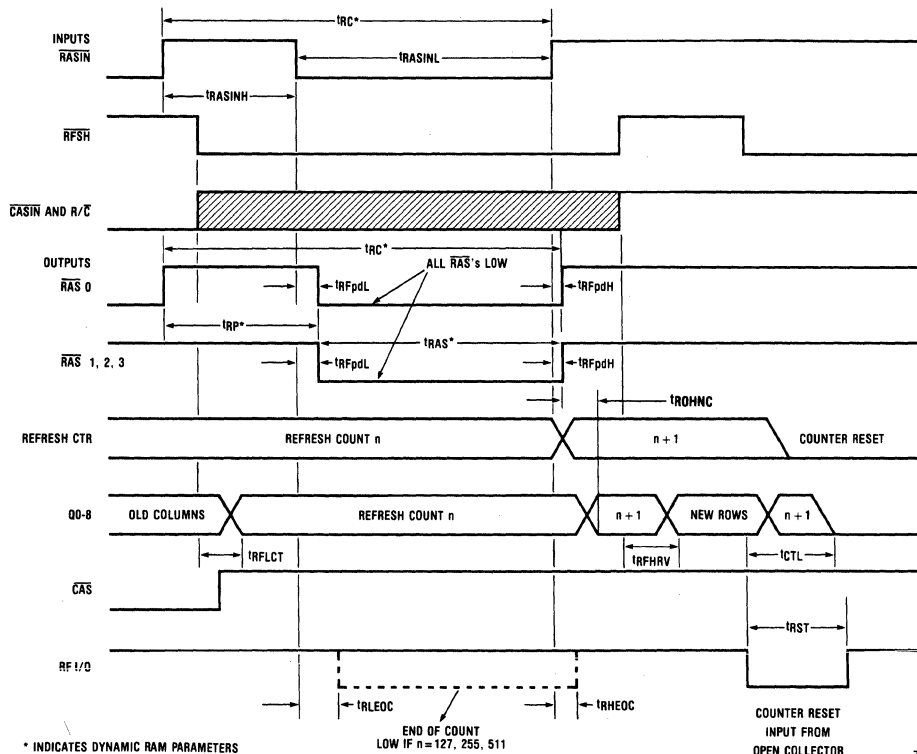 tRC*
INPUTS
RASIN
tRASINL
tRASINH
RFSH
CASIN AND R/C
tRC*
OUTPUTS
ALL RAS's LOW
RAS 0
tRFpdL
tRFpdH
tRP*
tRAS*
RAS 1, 2, 3
tRFpdL
tRFpdH
tROHNC
REFRESH CTR
REFRESH COUNT n
n + 1
COUNTER RESET
Q0-8
OLD COLUMNS
REFRESH COUNT n
n + 1
NEW ROWS
n + 1
tRFLCT
tRFHRV
tCTL
CAS
tRST
RF I/O
tRLEOC
tRHEOC
END OF COUNT
LOW IF n = 127, 255, 511
COUNTER RESET
INPUT FROM
OPEN COLLECTOR
* INDICATES DYNAMIC RAM PARAMETERS